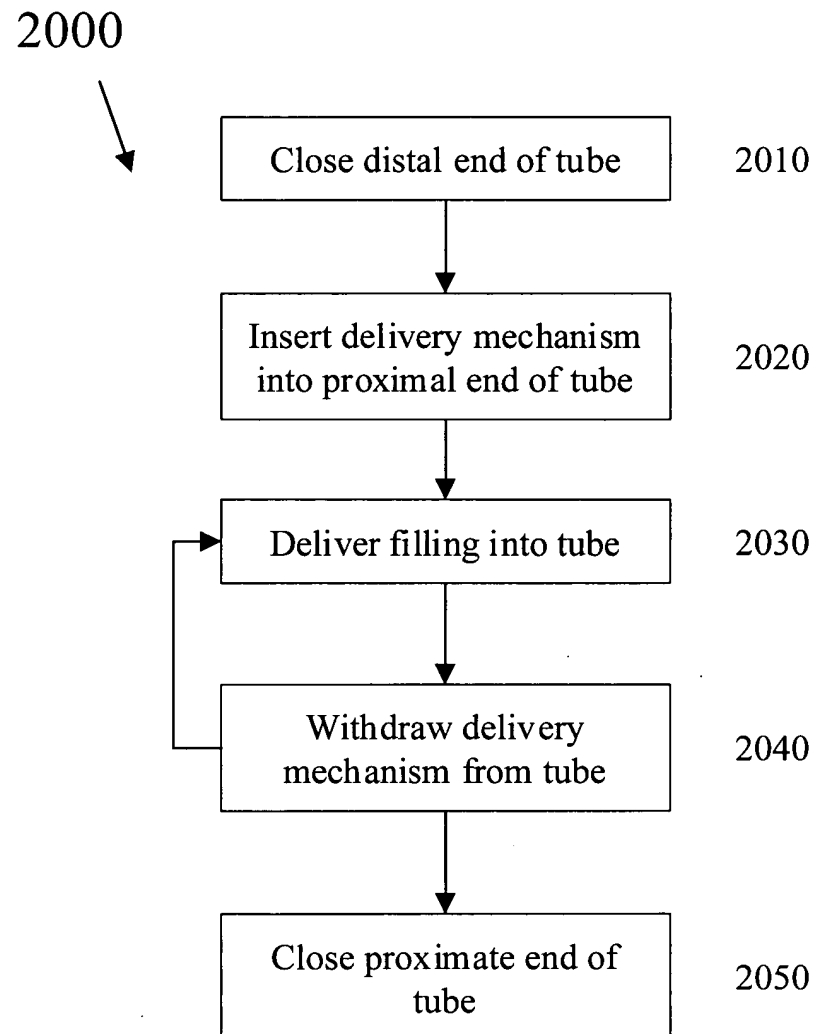 2000
Close distal end of tube 2010
Insert delivery mechanism
into proximal end of tube
2020
Deliver filling into tube 2030
Withdraw delivery
mechanism from tube
2040
Close proximate end of
tube
2050